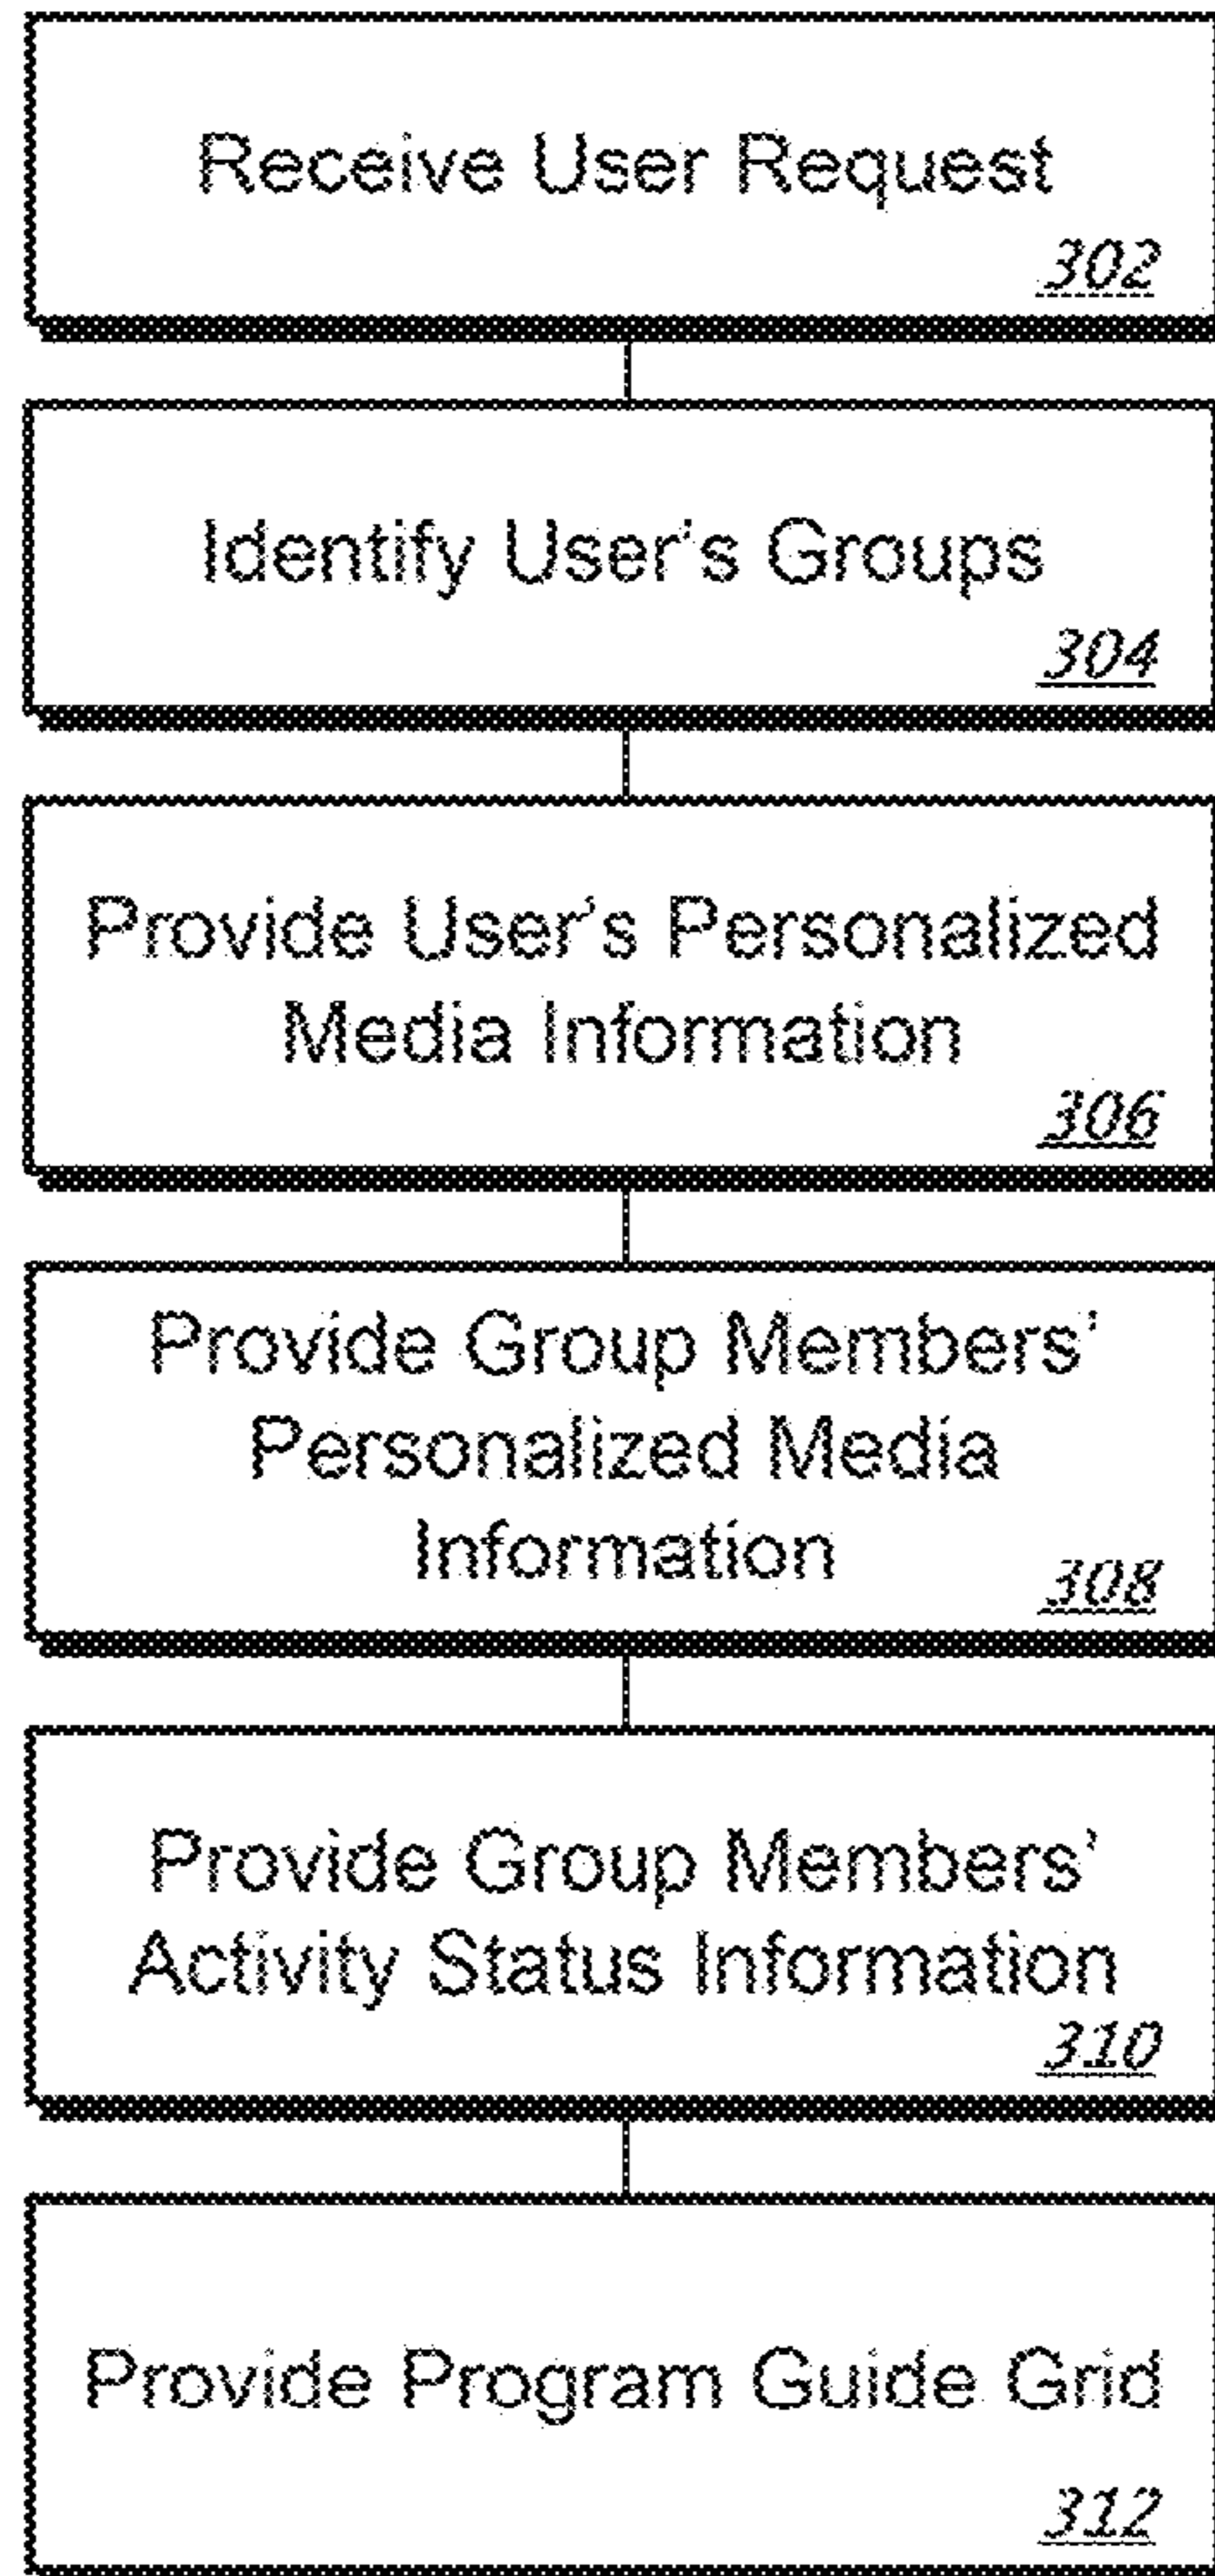 Receive User Request
302
Identify User's Groups
304
Provide User's Personalized
Media Information
306
Provide Group Members'
Personalized Media
Information
308
Provide Group Members'
Activity Status Information
310
Provide Program Guide Grid
312